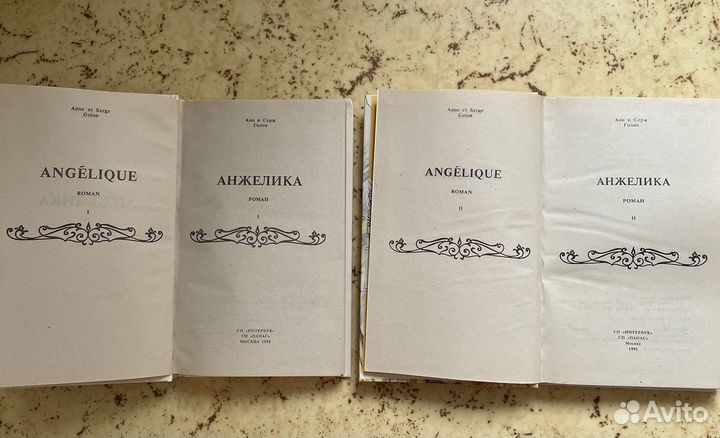 Anne et Serge
Golon
ANGÉLIQUE
ROMAN
I
Анн и Серж
Голон
АНЖЕЛИКА
РОМАН
I
СП «ИНТЕРБУК»
СП «ПАНАС»
МОСКВА 1992
Anne et Serge
Golon
ANGÉLIQUE
ROMAN
II
Анн и Серж
Голон
АНЖЕЛИКА
РОМАН
II
СП «ИНТЕРБУК»
СП «ПАНАС»
Москва
1992
Avito